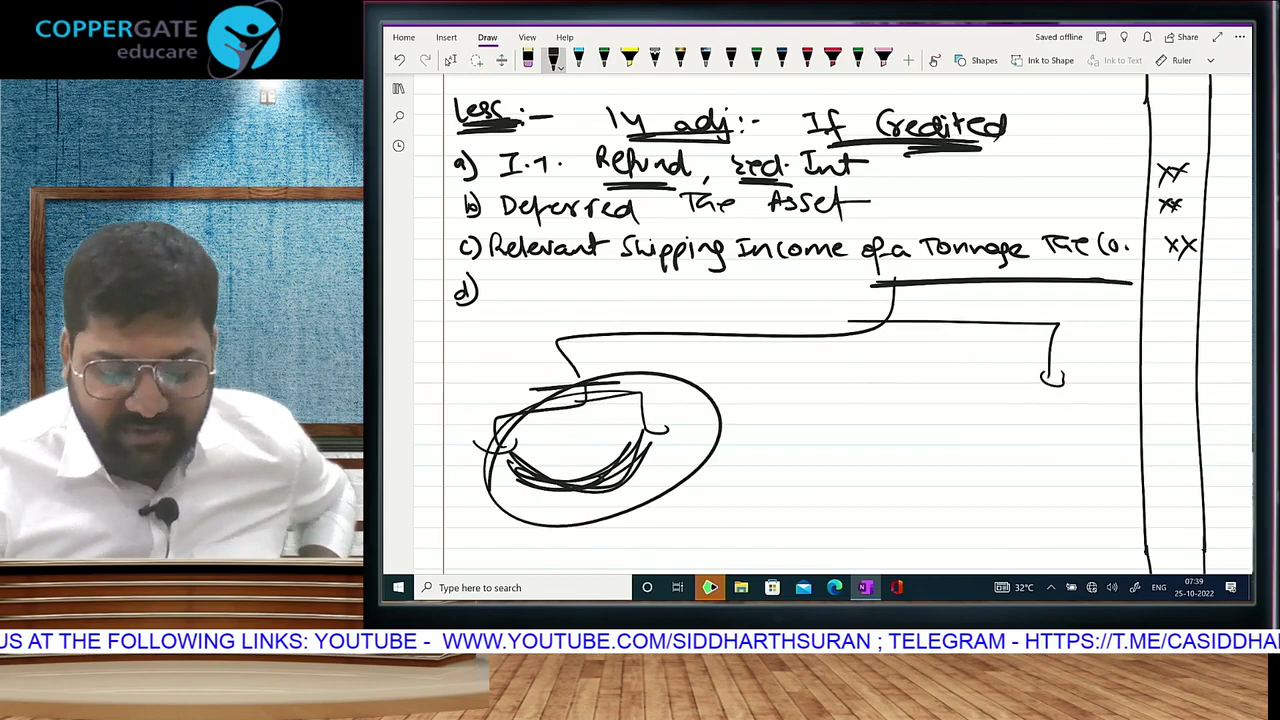 COPPERGATE
educare
Home Insert Draw View Help
Saved offline
Share
Shapes
Ink to Shape
Ink to Text
Ruler
Less:- 1y adj:- If Credited
a) I.T. Refund, Int xx
b) Deferred Asset xx
c) Relevant Shipping Income of a Tonnage Co. xx
d)
Type here to search
32°C
ENG
07:39
25-10-2022
US AT THE FOLLOWING LINKS: YOUTUBE - WWW.YOUTUBE.COM/SIDDHARTHSURAN ; TELEGRAM - HTTPS://T.ME/CASIDDHA